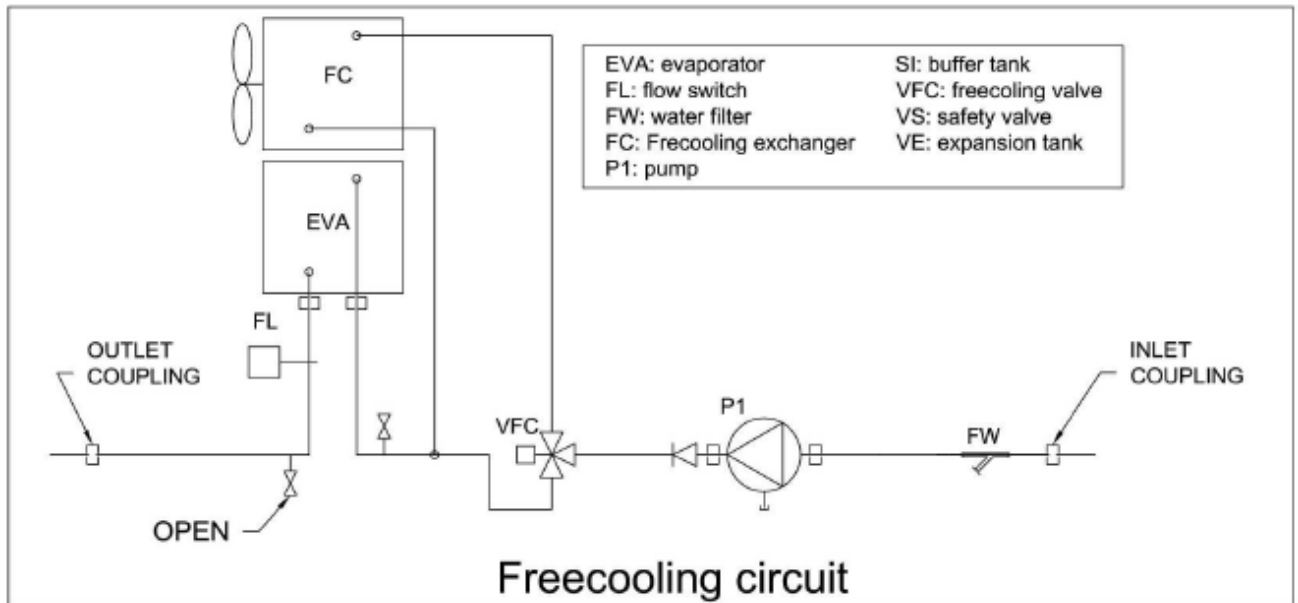 FC
EVA: evaporator
FL: flow switch
FW: water filter
FC: Frecooling exchanger
P1: pump
SI: buffer tank
VFC: freecoling valve
VS: safety valve
VE: expansion tank
EVA
FL
OUTLET
COUPLING
VFC
P1
FW
INLET
COUPLING
OPEN
Freecooling circuit